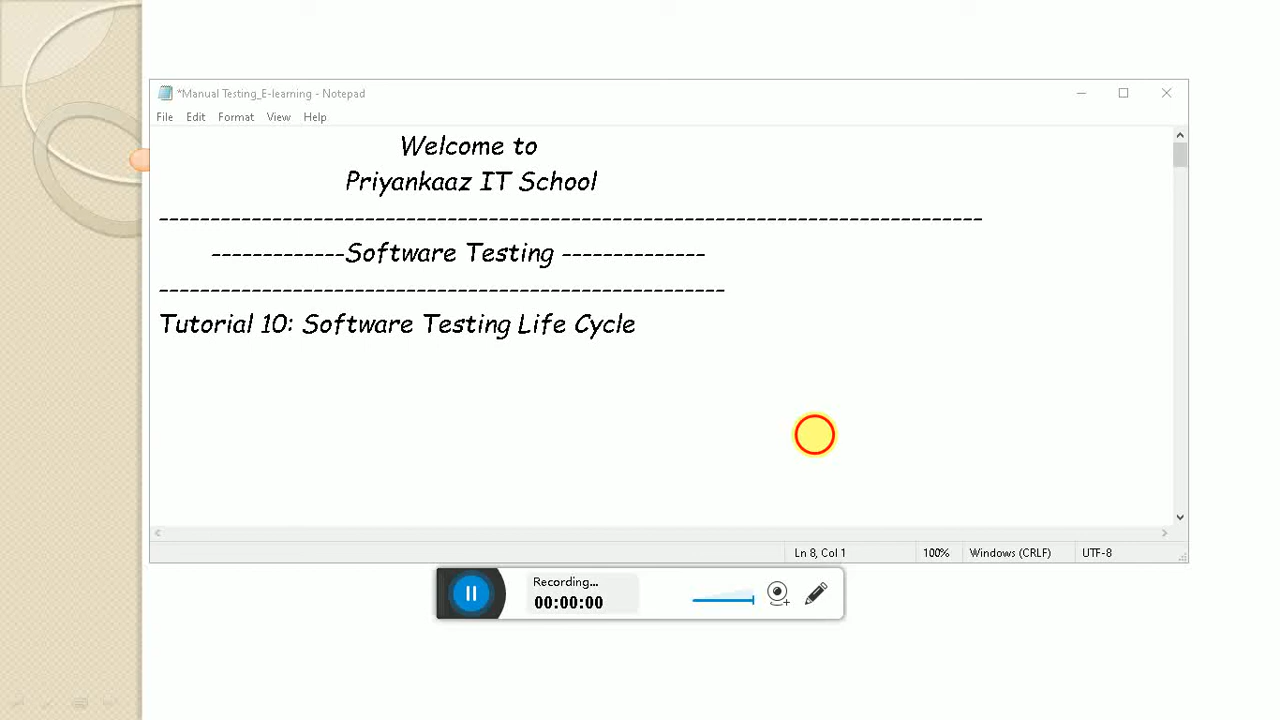 *Manual Testing_E-learning - Notepad
File Edit Format View Help
Welcome to
Priyankaaz IT School
--------------------------------------------------------------------------------
-------------Software Testing --------------
-------------------------------------------------------
Tutorial 10: Software Testing Life Cycle
Ln 8, Col 1 100% Windows (CRLF) UTF-8
Recording...
00:00:00